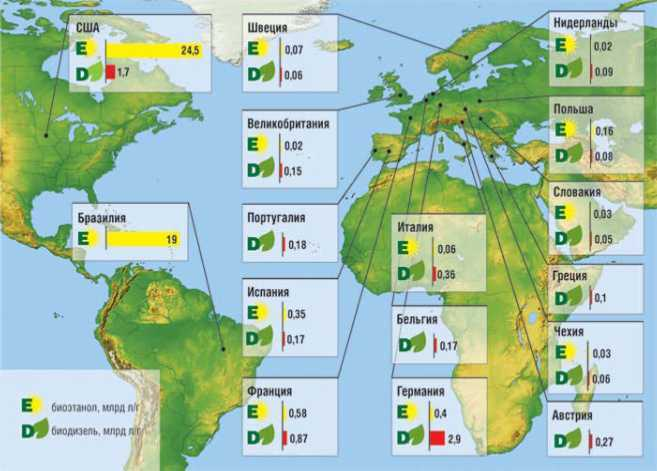 США
E 24,5
D 1,7
Швеция
E 0,07
D 0,06
Нидерланды
E 0,02
D 0,09
Великобритания
E 0,02
D 0,15
Польша
E 0,16
D 0,08
Бразилия
E 19
Португалия
D 0,18
Италия
E 0,06
D 0,36
Словакия
E 0,03
D 0,05
Испания
E 0,35
D 0,17
Бельгия
D 0,17
Греция
D 0,1
Чехия
E 0,03
D 0,06
Франция
E 0,58
D 0,87
Германия
E 0,4
D 2,9
Австрия
D 0,27
E биоэтанол, млрд л/г
D биодизель, млрд л/г